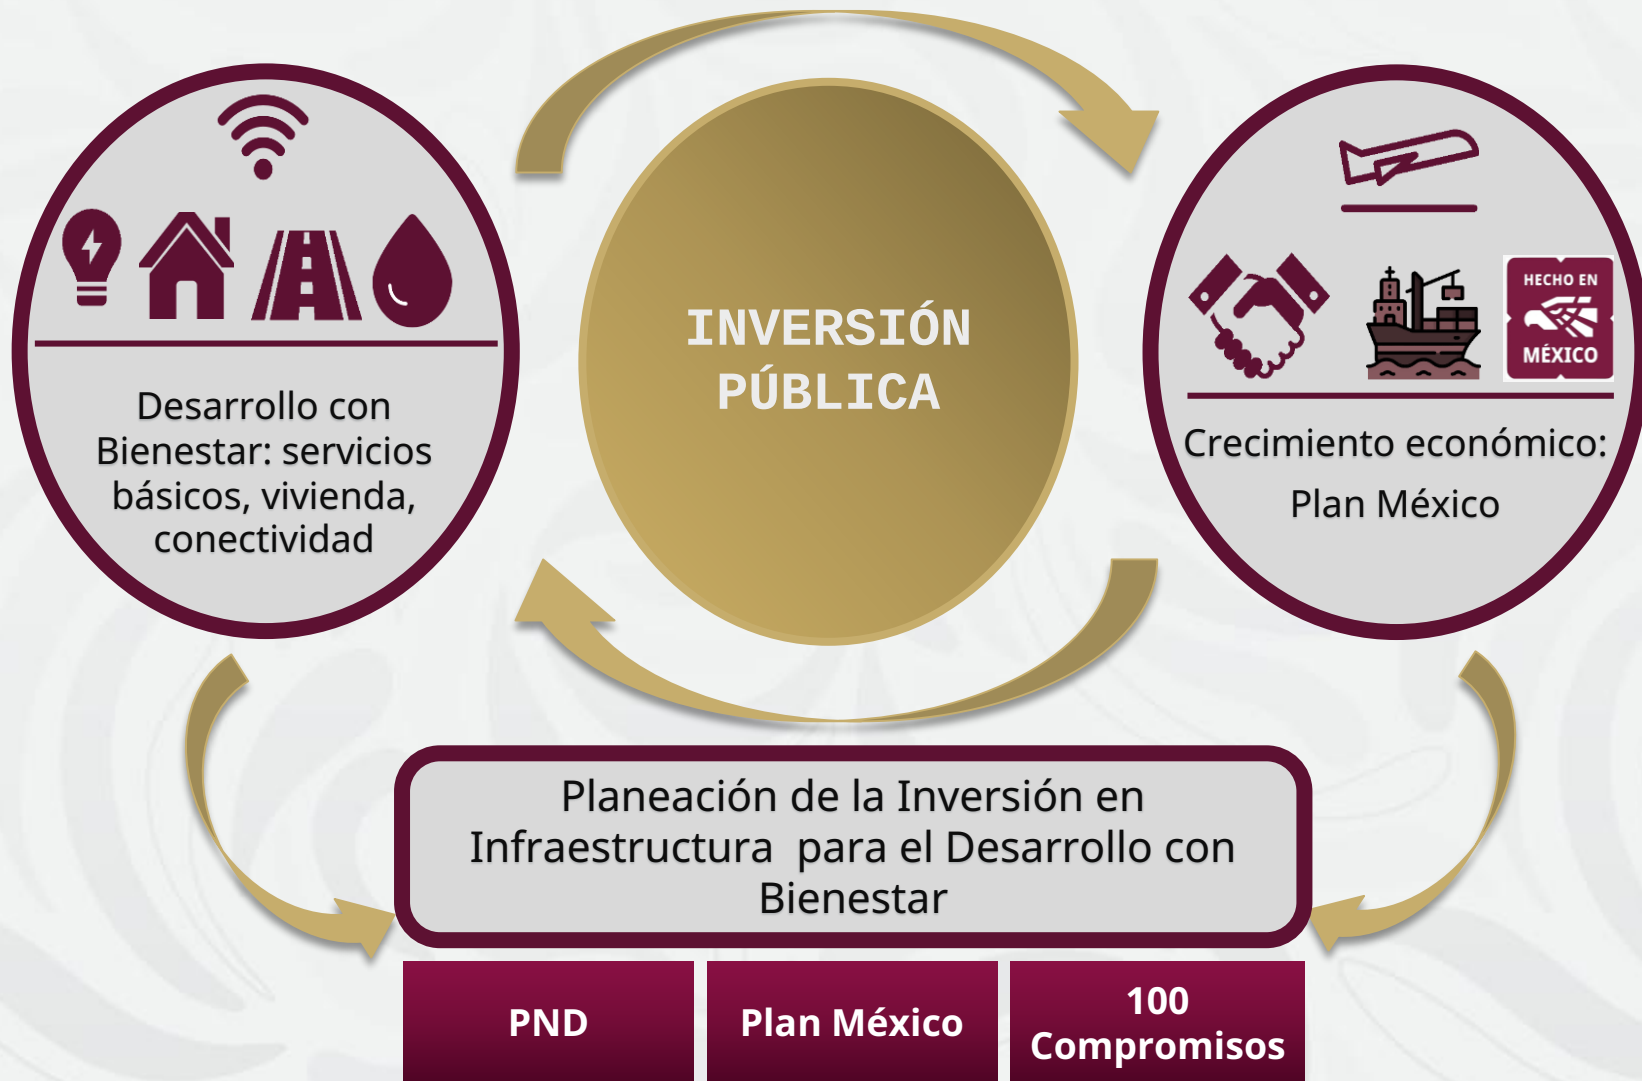 Desarrollo con
Bienestar: servicios
básicos, vivienda,
conectividad
INVERSIÓN
PÚBLICA
HECHO EN
MÉXICO
Crecimiento económico:
Plan México
Planeación de la Inversión en
Infraestructura  para el Desarrollo con
Bienestar
PND
Plan México
100
Compromisos